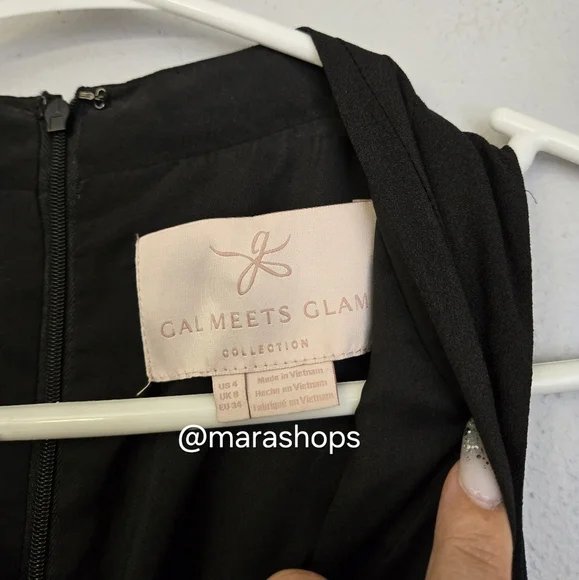 GAL MEETS GLAM
COLLECTION
US 4
UK 8
EU 34
Made in Vietnam
Hecho en Vietnam
Fabriqué en Vietnam
@marashops